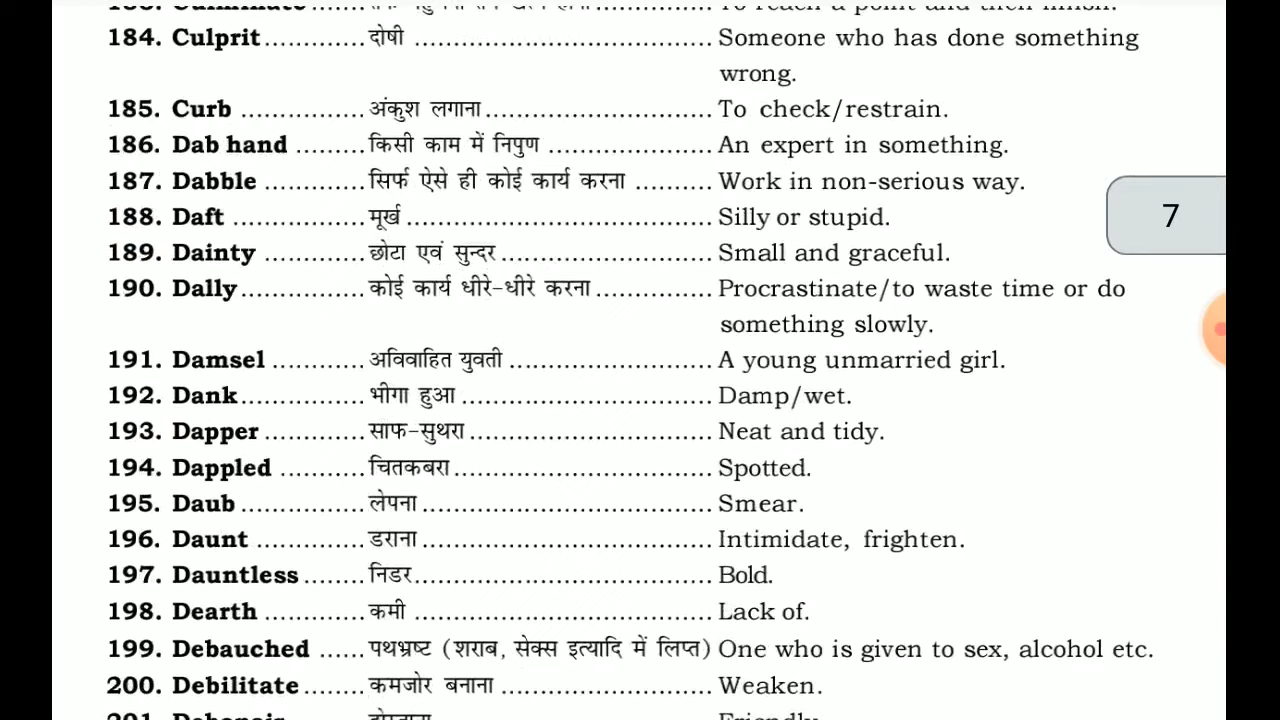 184. Culprit.............दोषी ....................................... Someone who has done something
wrong.
185. Curb ................अंकुश लगाना.............................. To check/restrain.
186. Dab hand .........किसी काम में निपुण ..................... An expert in something.
187. Dabble ..............सिर्फ ऐसे ही कोई कार्य करना .......... Work in non-serious way.
188. Daft .................मूर्ख........................................ Silly or stupid.
7
189. Dainty .............छोटा एवं सुन्दर........................... Small and graceful.
190. Dally................कोई कार्य धीरे-धीरे करना............... Procrastinate/to waste time or do
something slowly.
191. Damsel ............अविवाहित युवती .......................... A young unmarried girl.
192. Dank................भीगा हुआ ................................ Damp/wet.
193. Dapper .............साफ-सुथरा............................... Neat and tidy.
194. Dappled ...........चितकबरा................................. Spotted.
195. Daub ................लेपना...................................... Smear.
196. Daunt ..............डराना...................................... Intimidate, frighten.
197. Dauntless ........निडर....................................... Bold.
198. Dearth .............कमी ....................................... Lack of.
199. Debauched ......पथभ्रष्ट (शराब, सेक्स इत्यादि में लिप्त) One who is given to sex, alcohol etc.
200. Debilitate ........कमजोर बनाना ........................... Weaken.